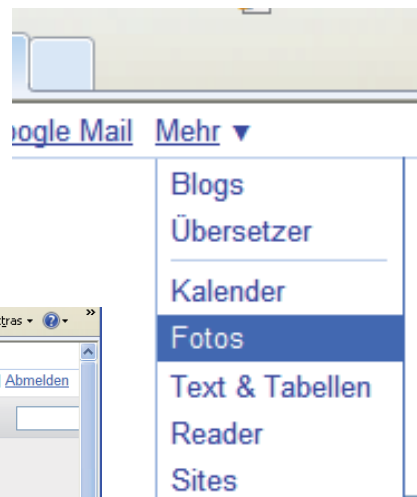 oogle Mail Mehr ▼
Blogs
Übersetzer
Kalender
Fotos
Text & Tabellen
Reader
Sites
tras ▾ ? ▾ »
Abmelden